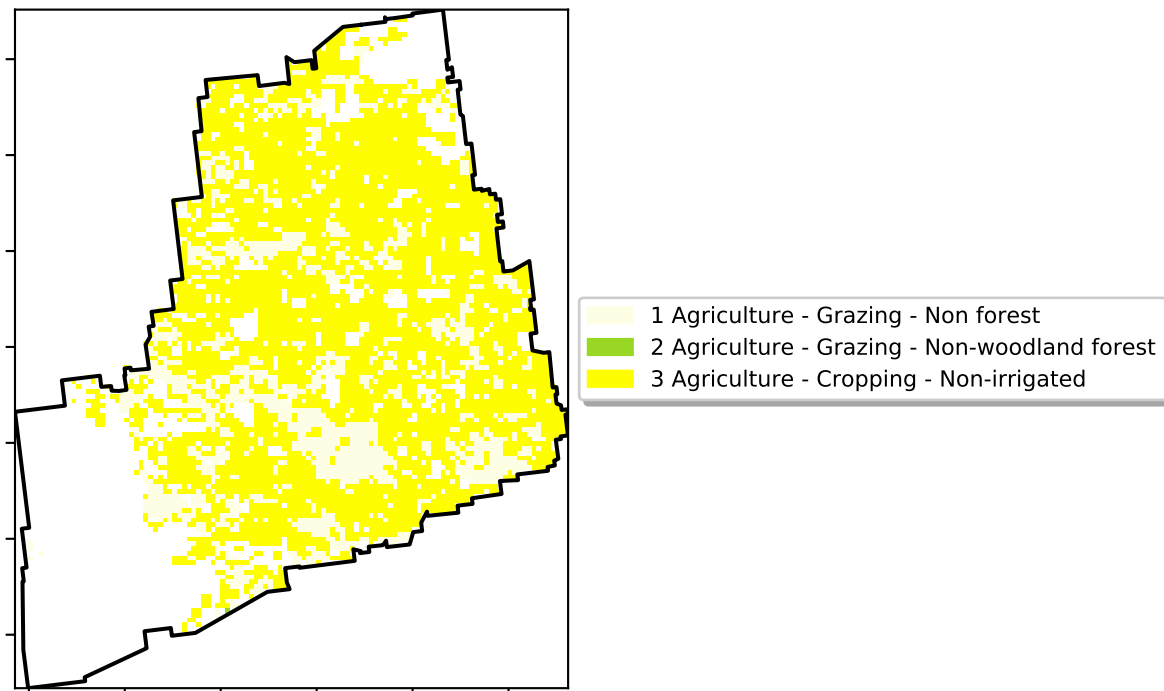 1 Agriculture - Grazing - Non forest
2 Agriculture - Grazing - Non-woodland forest
3 Agriculture - Cropping - Non-irrigated